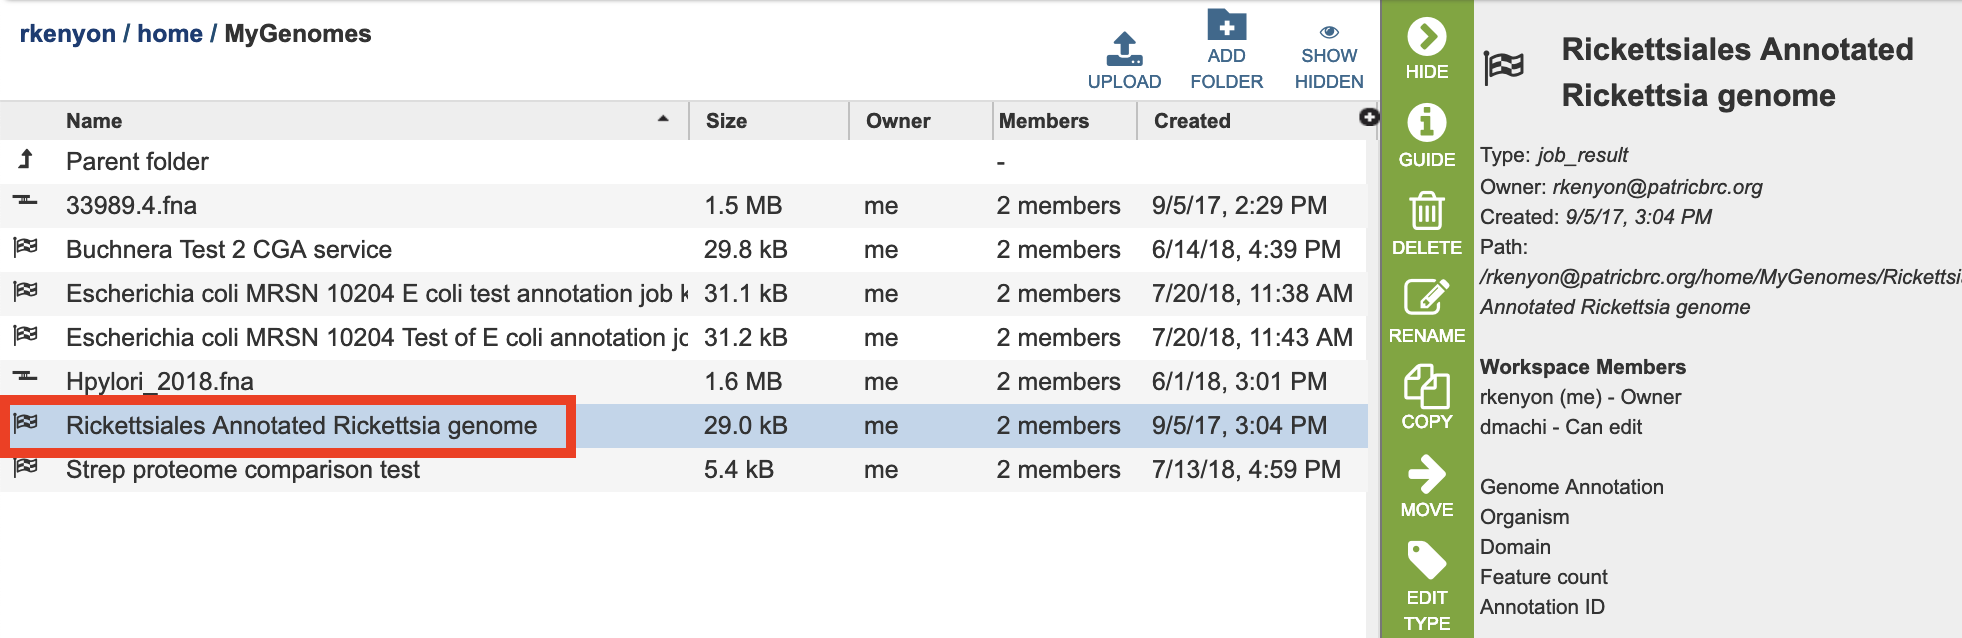 rkenyon / home / MyGenomes
UPLOAD
ADD
FOLDER
SHOW
HIDDEN
Name Size Owner Members Created
Parent folder -
33989.4.fna 1.5 MB me 2 members 9/5/17, 2:29 PM
Buchnera Test 2 CGA service 29.8 kB me 2 members 6/14/18, 4:39 PM
Escherichia coli MRSN 10204 E coli test annotation job k 31.1 kB me 2 members 7/20/18, 11:38 AM
Escherichia coli MRSN 10204 Test of E coli annotation jo 31.2 kB me 2 members 7/20/18, 11:43 AM
Hpylori_2018.fna 1.6 MB me 2 members 6/1/18, 3:01 PM
Rickettsiales Annotated Rickettsia genome 29.0 kB me 2 members 9/5/17, 3:04 PM
Strep proteome comparison test 5.4 kB me 2 members 7/13/18, 4:59 PM
HIDE
GUIDE
DELETE
RENAME
COPY
MOVE
EDIT
TYPE
Rickettsiales Annotated
Rickettsia genome
Type: job_result
Owner: rkenyon@patricbrc.org
Created: 9/5/17, 3:04 PM
Path:
/rkenyon@patricbrc.org/home/MyGenomes/Rickettsi
Annotated Rickettsia genome
Workspace Members
rkenyon (me) - Owner
dmachi - Can edit
Genome Annotation
Organism
Domain
Feature count
Annotation ID